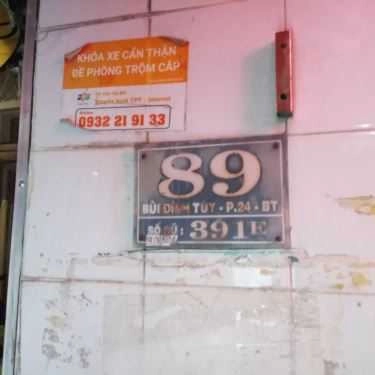 KHÓA XE CẨN THẬN
ĐỀ PHÒNG TRỘM CẮP
0932 21 91 33
89
BÙI ĐÌNH TÚY - P.24 - BT
SỐ CŨ: 391E